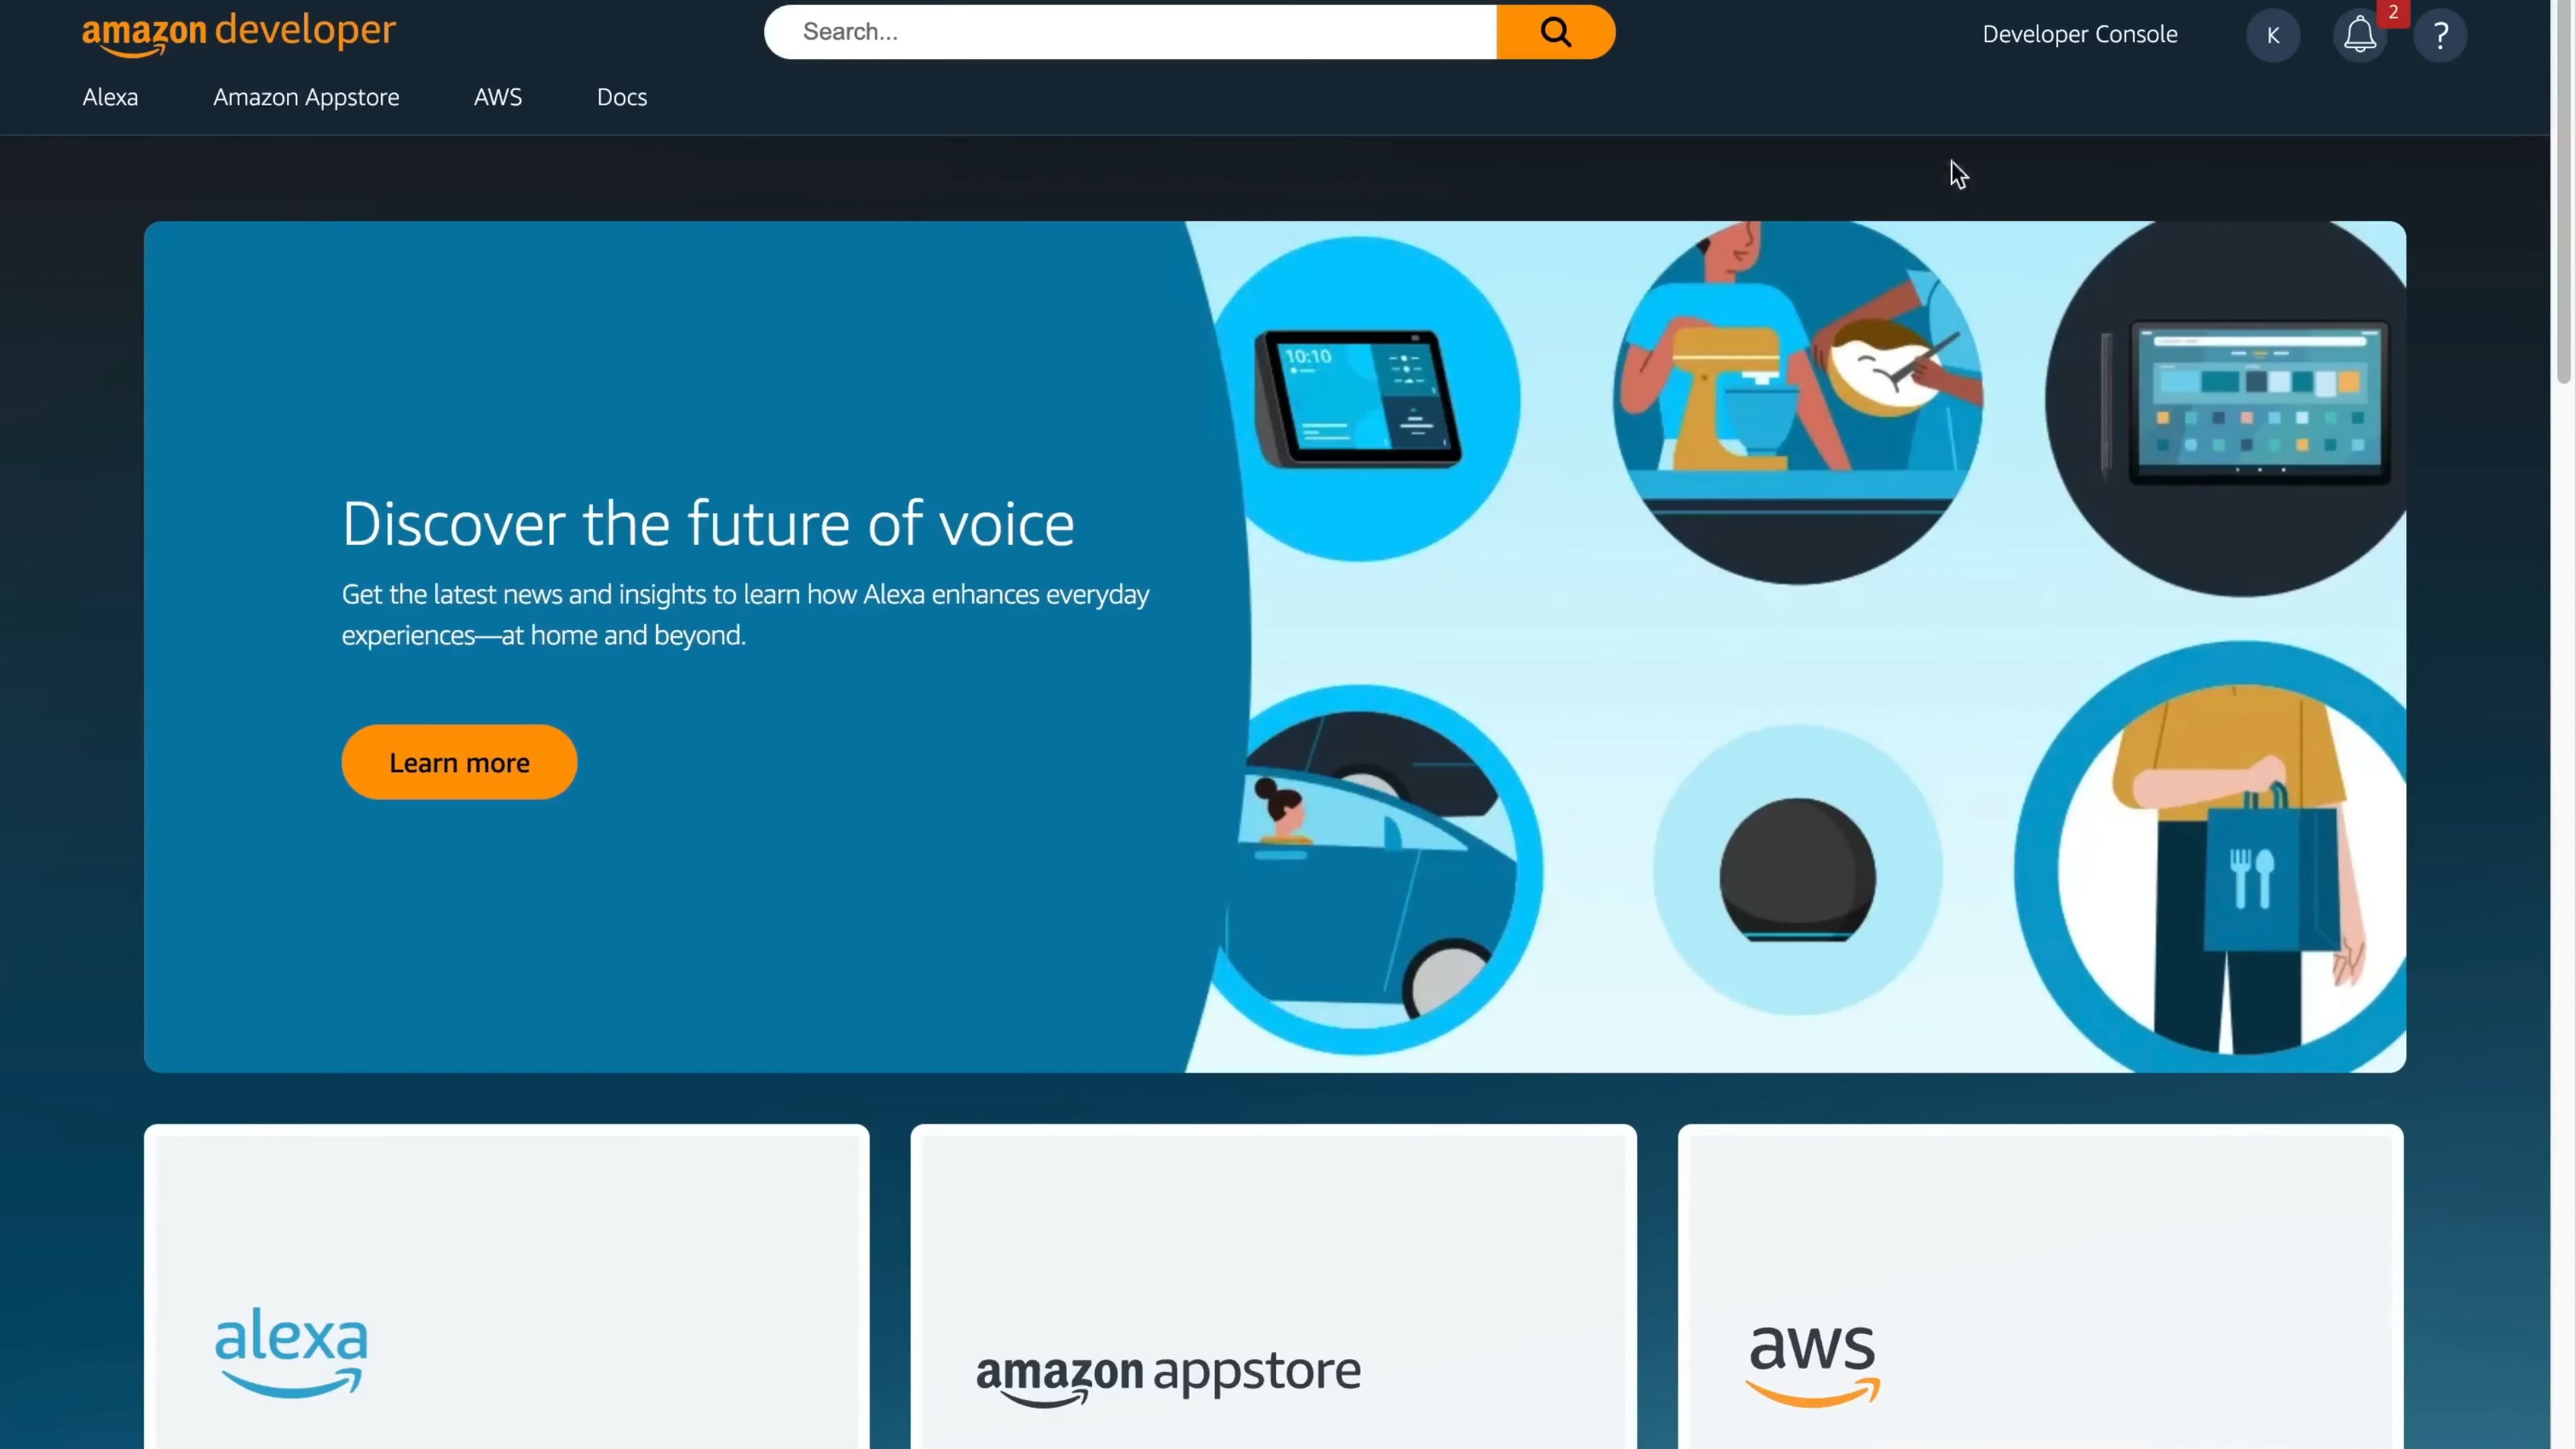 amazon developer
Search...
Developer Console
K
2
?
Alexa
Amazon Appstore
AWS
Docs
10:10
Discover the future of voice
Get the latest news and insights to learn how Alexa enhances everyday
experiences—at home and beyond.
Learn more
alexa
amazon appstore
aws